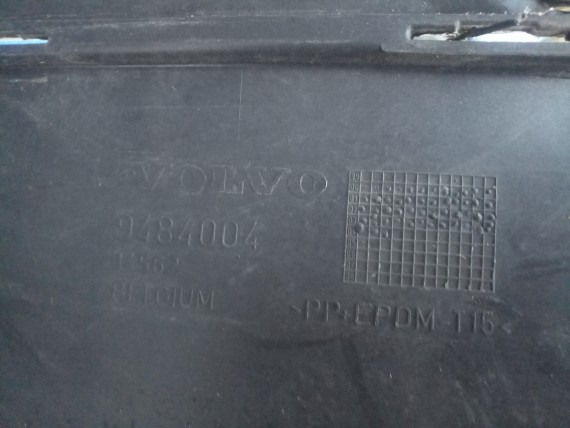 VOLVO
9484004
BELGIUM
>PP+EPDM-T15<